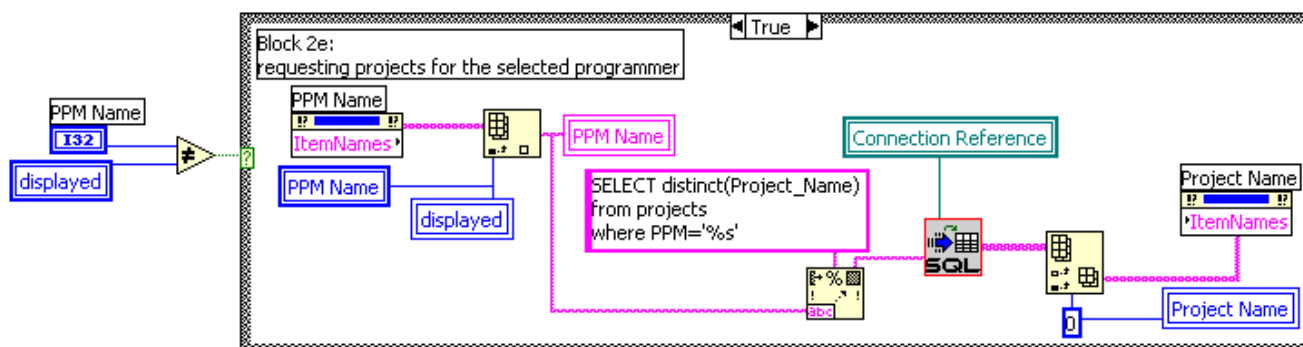 True
Block 2e:
requesting projects for the selected programmer
PPM Name
I32
displayed
PPM Name
ItemNames
PPM Name
displayed
PPM Name
SELECT distinct(Project_Name)
from projects
where PPM='%s'
abc
Connection Reference
SQL
0
Project Name
ItemNames
Project Name